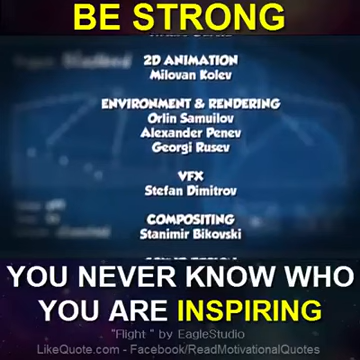 BE STRONG
2D ANIMATION
Milovan Kolev
ENVIRONMENT & RENDERING
Orlin Samuilov
Alexander Penev
Georgi Rusev
VFX
Stefan Dimitrov
COMPOSITING
Stanimir Bikovski
YOU NEVER KNOW WHO
YOU ARE INSPIRING
"Flight " by EagleStudio
LikeQuote.com - Facebook/ReadMotivationalQuotes